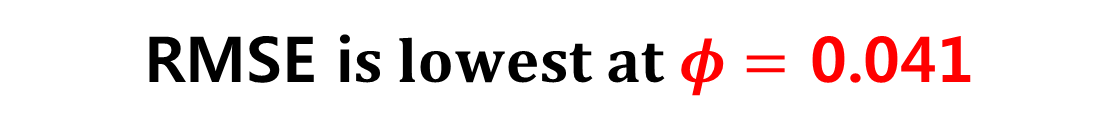 RMSE is lowest at ϕ = 0.041